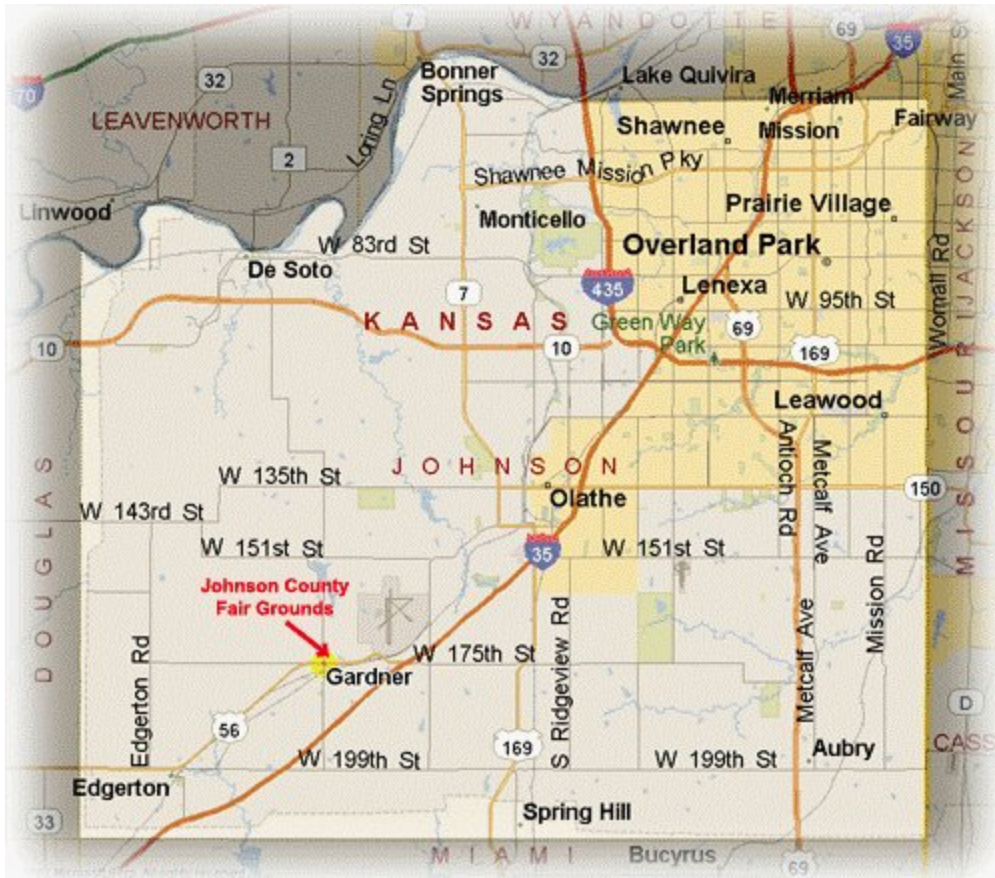 WYANDOTTE
7
69
35
32
Main St
Bonner
Springs
Lake Quivira
70
32
Merriam
LEAVENWORTH
Loring Ln
Shawnee
Mission
Fairway
2
Shawnee Mission Pky
Linwood
Monticello
Prairie Village
W 83rd St
Overland Park
De Soto
435
Lenexa
Wornall Rd
JACKSON
7
W 95th St
KANSAS
Green Way
Park
69
10
10
169
Leawood
MISSOURI
JOHNSON
Antioch Rd
Metcalf Ave
W 135th St
Olathe
150
W 143rd St
W 151st St
35
W 151st St
DOUGLAS
Johnson County
Fair Grounds
Mission Rd
S Ridgeview Rd
Metcalf Ave
Edgerton Rd
W 175th St
Gardner
D
56
169
CASS
W 199th St
W 199th St
Aubry
Edgerton
33
Spring Hill
MIAMI
Bucyrus
69